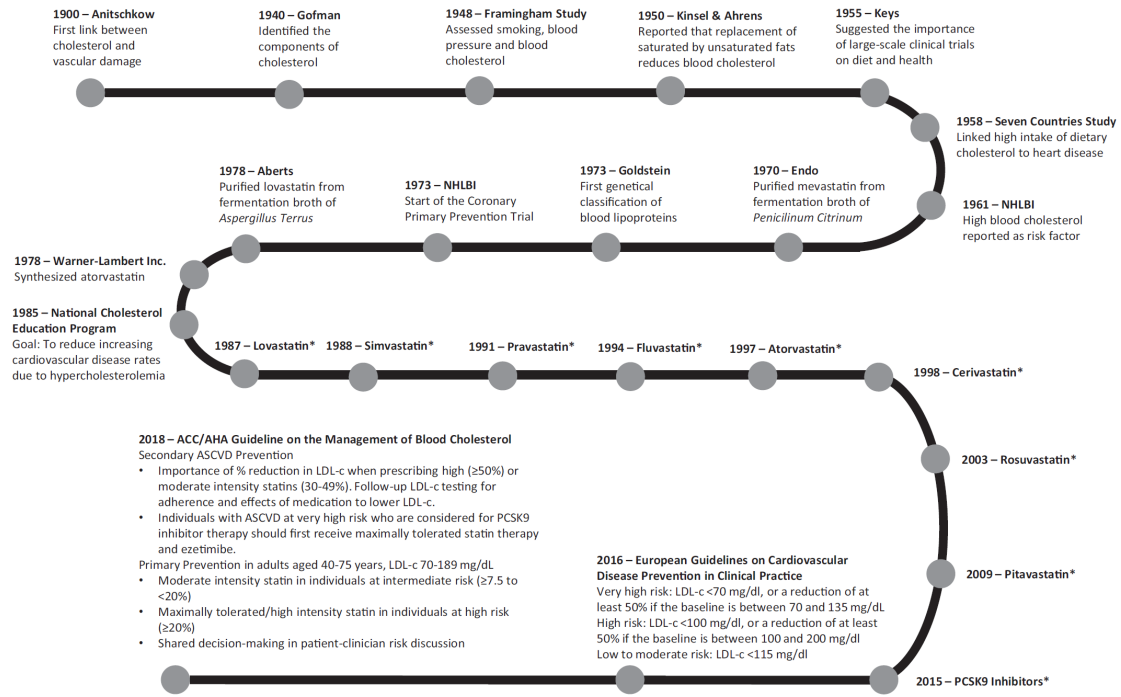 1900 – Anitschkow
First link between
cholesterol and
vascular damage
1940 – Gofman
Identified the
components of
cholesterol
1948 – Framingham Study
Assessed smoking, blood
pressure and blood
cholesterol
1950 – Kinsel & Ahrens
Reported that replacement of
saturated by unsaturated fats
reduces blood cholesterol
1955 – Keys
Suggested the importance
of large-scale clinical trials
on diet and health
1958 – Seven Countries Study
Linked high intake of dietary
cholesterol to heart disease
1961 – NHLBI
High blood cholesterol
reported as risk factor
1970 – Endo
Purified mevastatin from
fermentation broth of
Penicilinum Citrinum
1973 – Goldstein
First genetical
classification of
blood lipoproteins
1973 – NHLBI
Start of the Coronary
Primary Prevention Trial
1978 – Aberts
Purified lovastatin from
fermentation broth of
Aspergillus Terrus
1978 – Warner-Lambert Inc.
Synthesized atorvastatin
1985 – National Cholesterol
Education Program
Goal: To reduce increasing
cardiovascular disease rates
due to hypercholesterolemia
1987 – Lovastatin*
1988 – Simvastatin*
1991 – Pravastatin*
1994 – Fluvastatin*
1997 – Atorvastatin*
1998 – Cerivastatin*
2003 – Rosuvastatin*
2009 – Pitavastatin*
2015 – PCSK9 Inhibitors*
2016 – European Guidelines on Cardiovascular
Disease Prevention in Clinical Practice
Very high risk: LDL-c <70 mg/dl, or a reduction of at
least 50% if the baseline is between 70 and 135 mg/dL
High risk: LDL-c <100 mg/dl, or a reduction of at least
50% if the baseline is between 100 and 200 mg/dl
Low to moderate risk: LDL-c <115 mg/dl
2018 – ACC/AHA Guideline on the Management of Blood Cholesterol
Secondary ASCVD Prevention
• Importance of % reduction in LDL-c when prescribing high (≥50%) or
moderate intensity statins (30-49%). Follow-up LDL-c testing for
adherence and effects of medication to lower LDL-c.
• Individuals with ASCVD at very high risk who are considered for PCSK9
inhibitor therapy should first receive maximally tolerated statin therapy
and ezetimibe.
Primary Prevention in adults aged 40-75 years, LDL-c 70-189 mg/dL
• Moderate intensity statin in individuals at intermediate risk (≥7.5 to
<20%)
• Maximally tolerated/high intensity statin in individuals at high risk
(≥20%)
• Shared decision-making in patient-clinician risk discussion